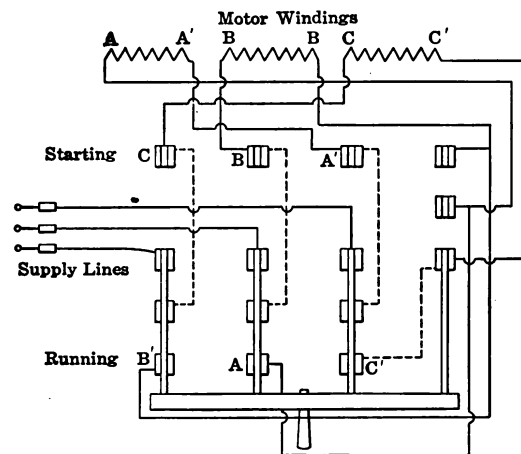 Motor Windings
A A' B B C C'
Starting C B A'
Supply Lines
Running B' A C'